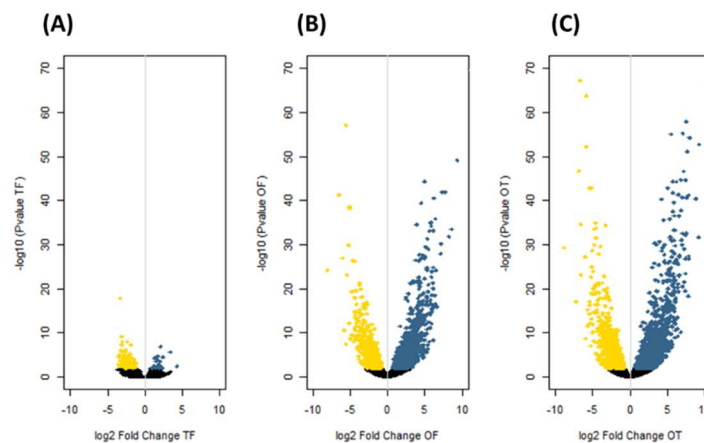 (A)
(B)
(C)
-log10 (Pvalue TF)
70
60
50
40
30
20
10
0
-10 -5 0 5 10
log2 Fold Change TF
-log10 (Pvalue OF)
70
60
50
40
30
20
10
0
-10 -5 0 5 10
log2 Fold Change OF
-log10 (Pvalue OT)
70
60
50
40
30
20
10
0
-10 -5 0 5 10
log2 Fold Change OT